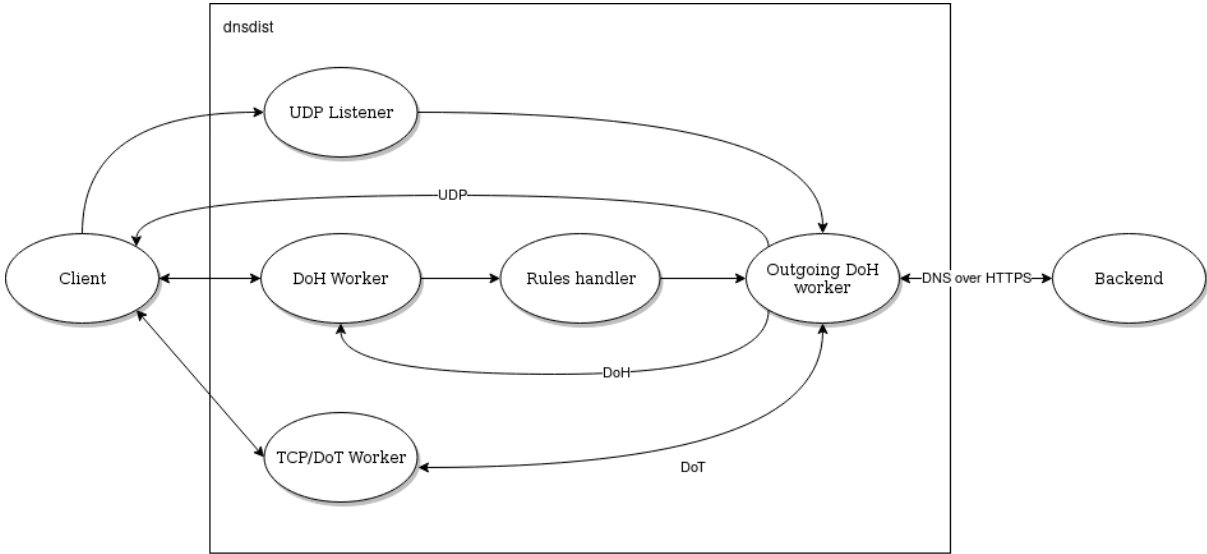 dnsdist
UDP Listener
UDP
Client
DoH Worker
Rules handler
Outgoing DoH
worker
DNS over HTTPS
Backend
DoH
TCP/DoT Worker
DoT